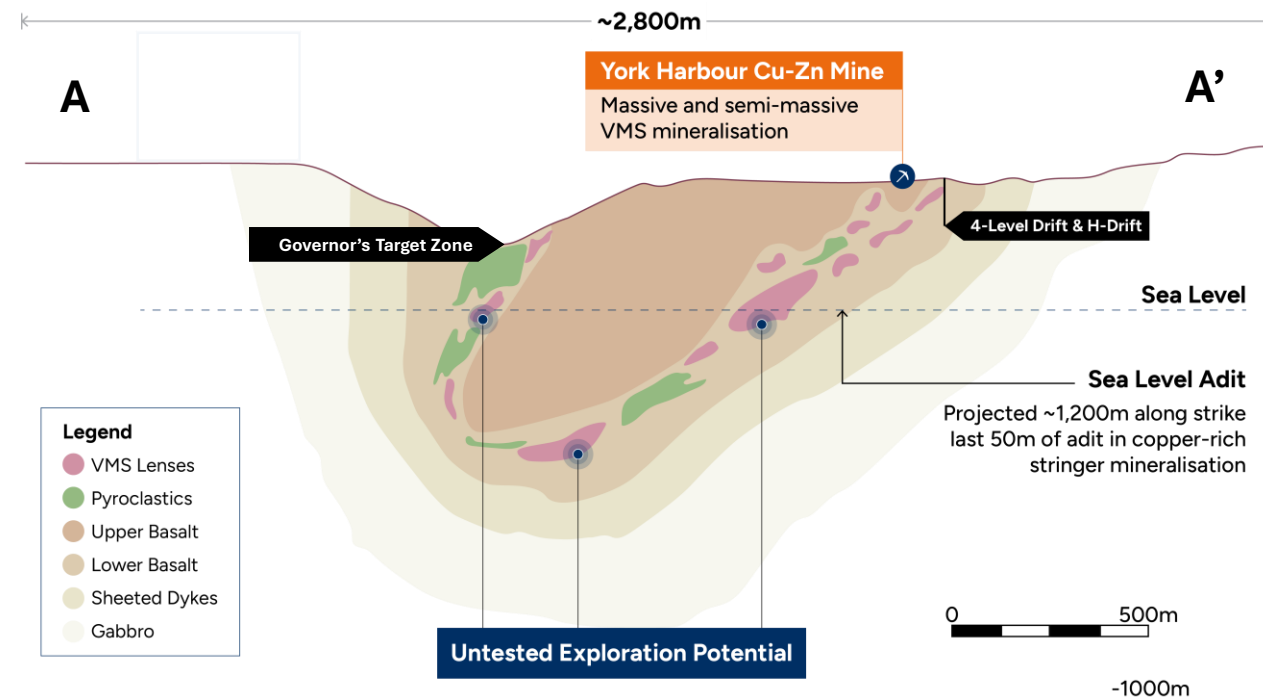 ~2,800m
A
A’
York Harbour Cu-Zn Mine
Massive and semi-massive
VMS mineralisation
4-Level Drift & H-Drift
Governor’s Target Zone
Sea Level
Sea Level Adit
Projected ~1,200m along strike
last 50m of adit in copper-rich
stringer mineralisation
Legend
VMS Lenses
Pyroclastics
Upper Basalt
Lower Basalt
Sheeted Dykes
Gabbro
Untested Exploration Potential
0 500m
-1000m